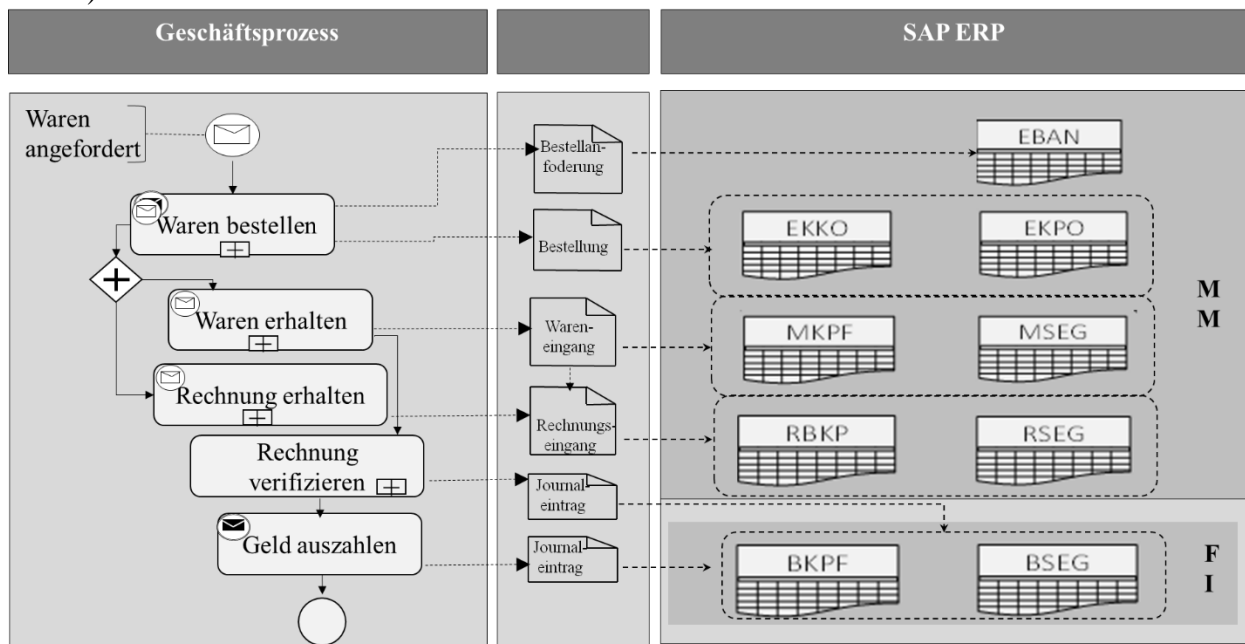 Geschäftsprozess
SAP ERP
Waren
angefordert
Waren bestellen
Waren erhalten
Rechnung erhalten
Rechnung
verifizieren
Geld auszahlen
Bestellan-
foderung
Bestellung
Waren-
eingang
Rechnungs-
eingang
Journal-
eintrag
Journal-
eintrag
EBAN
EKKO
EKPO
MKPF
MSEG
RBKP
RSEG
M
M
BKPF
BSEG
F
I